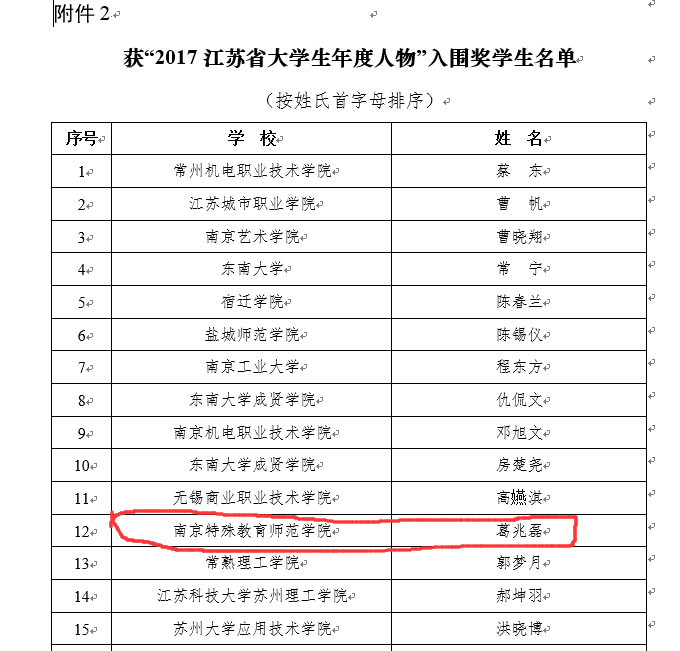 附件 2
获“2017 江苏省大学生年度人物”入围奖学生名单
（按姓氏首字母排序）
序号 学 校 姓 名
1 常州机电职业技术学院 蔡 东
2 江苏城市职业学院 曹 帆
3 南京艺术学院 曹晓翔
4 东南大学 常 宁
5 宿迁学院 陈春兰
6 盐城师范学院 陈锡仪
7 南京工业大学 程东方
8 东南大学成贤学院 仇侃文
9 南京机电职业技术学院 邓旭文
10 东南大学成贤学院 房楚尧
11 无锡商业职业技术学院 高嬿淇
12 南京特殊教育师范学院 葛兆磊
13 常熟理工学院 郭梦月
14 江苏科技大学苏州理工学院 郝坤羽
15 苏州大学应用技术学院 洪晓博